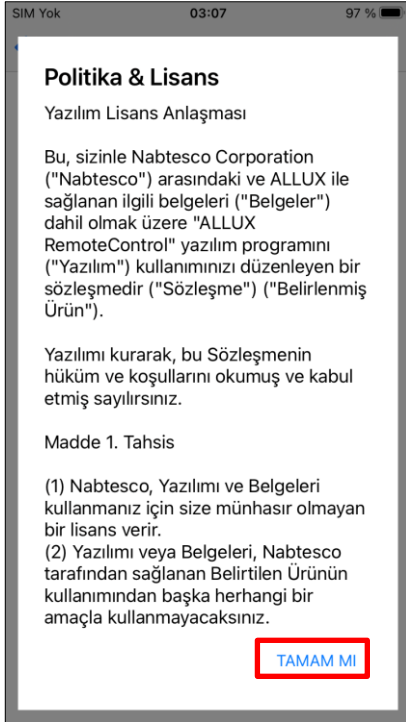 SIM Yok 03:07 97 %
Politika & Lisans
Yazılım Lisans Anlaşması
Bu, sizinle Nabtesco Corporation
("Nabtesco") arasındaki ve ALLUX ile
sağlanan ilgili belgeleri ("Belgeler")
dahil olmak üzere "ALLUX
RemoteControl" yazılım programını
("Yazılım") kullanımınızı düzenleyen bir
sözleşmedir ("Sözleşme") ("Belirlenmiş
Ürün").
Yazılımı kurarak, bu Sözleşmenin
hüküm ve koşullarını okumuş ve kabul
etmiş sayılırsınız.
Madde 1. Tahsis
(1) Nabtesco, Yazılımı ve Belgeleri
kullanmanız için size münhasır olmayan
bir lisans verir.
(2) Yazılımı veya Belgeleri, Nabtesco
tarafından sağlanan Belirtilen Ürünün
kullanımından başka herhangi bir
amaçla kullanmayacaksınız.
TAMAM MI